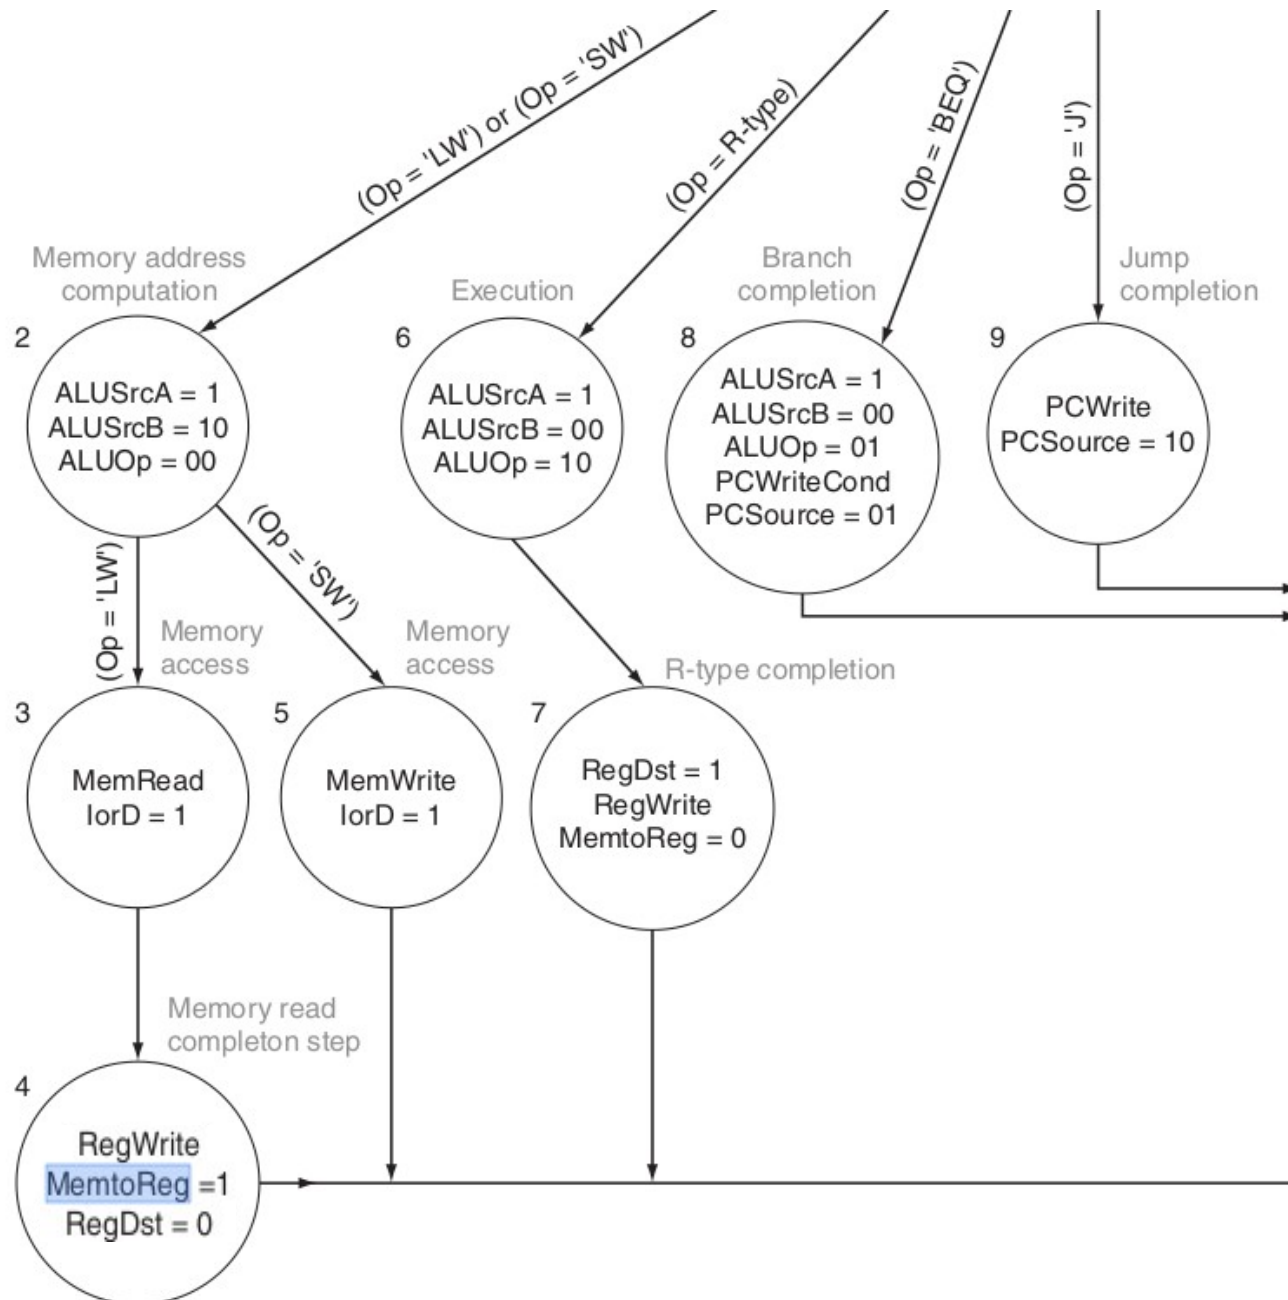 (Op = 'LW') or (Op = 'SW')
(Op = R-type)
(Op = 'BEQ')
(Op = 'J')
Memory address
computation
Execution
Branch
completion
Jump
completion
2
ALUSrcA = 1
ALUSrcB = 10
ALUOp = 00
6
ALUSrcA = 1
ALUSrcB = 00
ALUOp = 10
8
ALUSrcA = 1
ALUSrcB = 00
ALUOp = 01
PCWriteCond
PCSource = 01
9
PCWrite
PCSource = 10
(Op = 'LW')
(Op = 'SW')
Memory
access
Memory
access
R-type completion
3
MemRead
IorD = 1
5
MemWrite
IorD = 1
7
RegDst = 1
RegWrite
MemtoReg = 0
Memory read
completon step
4
RegWrite
MemtoReg =1
RegDst = 0